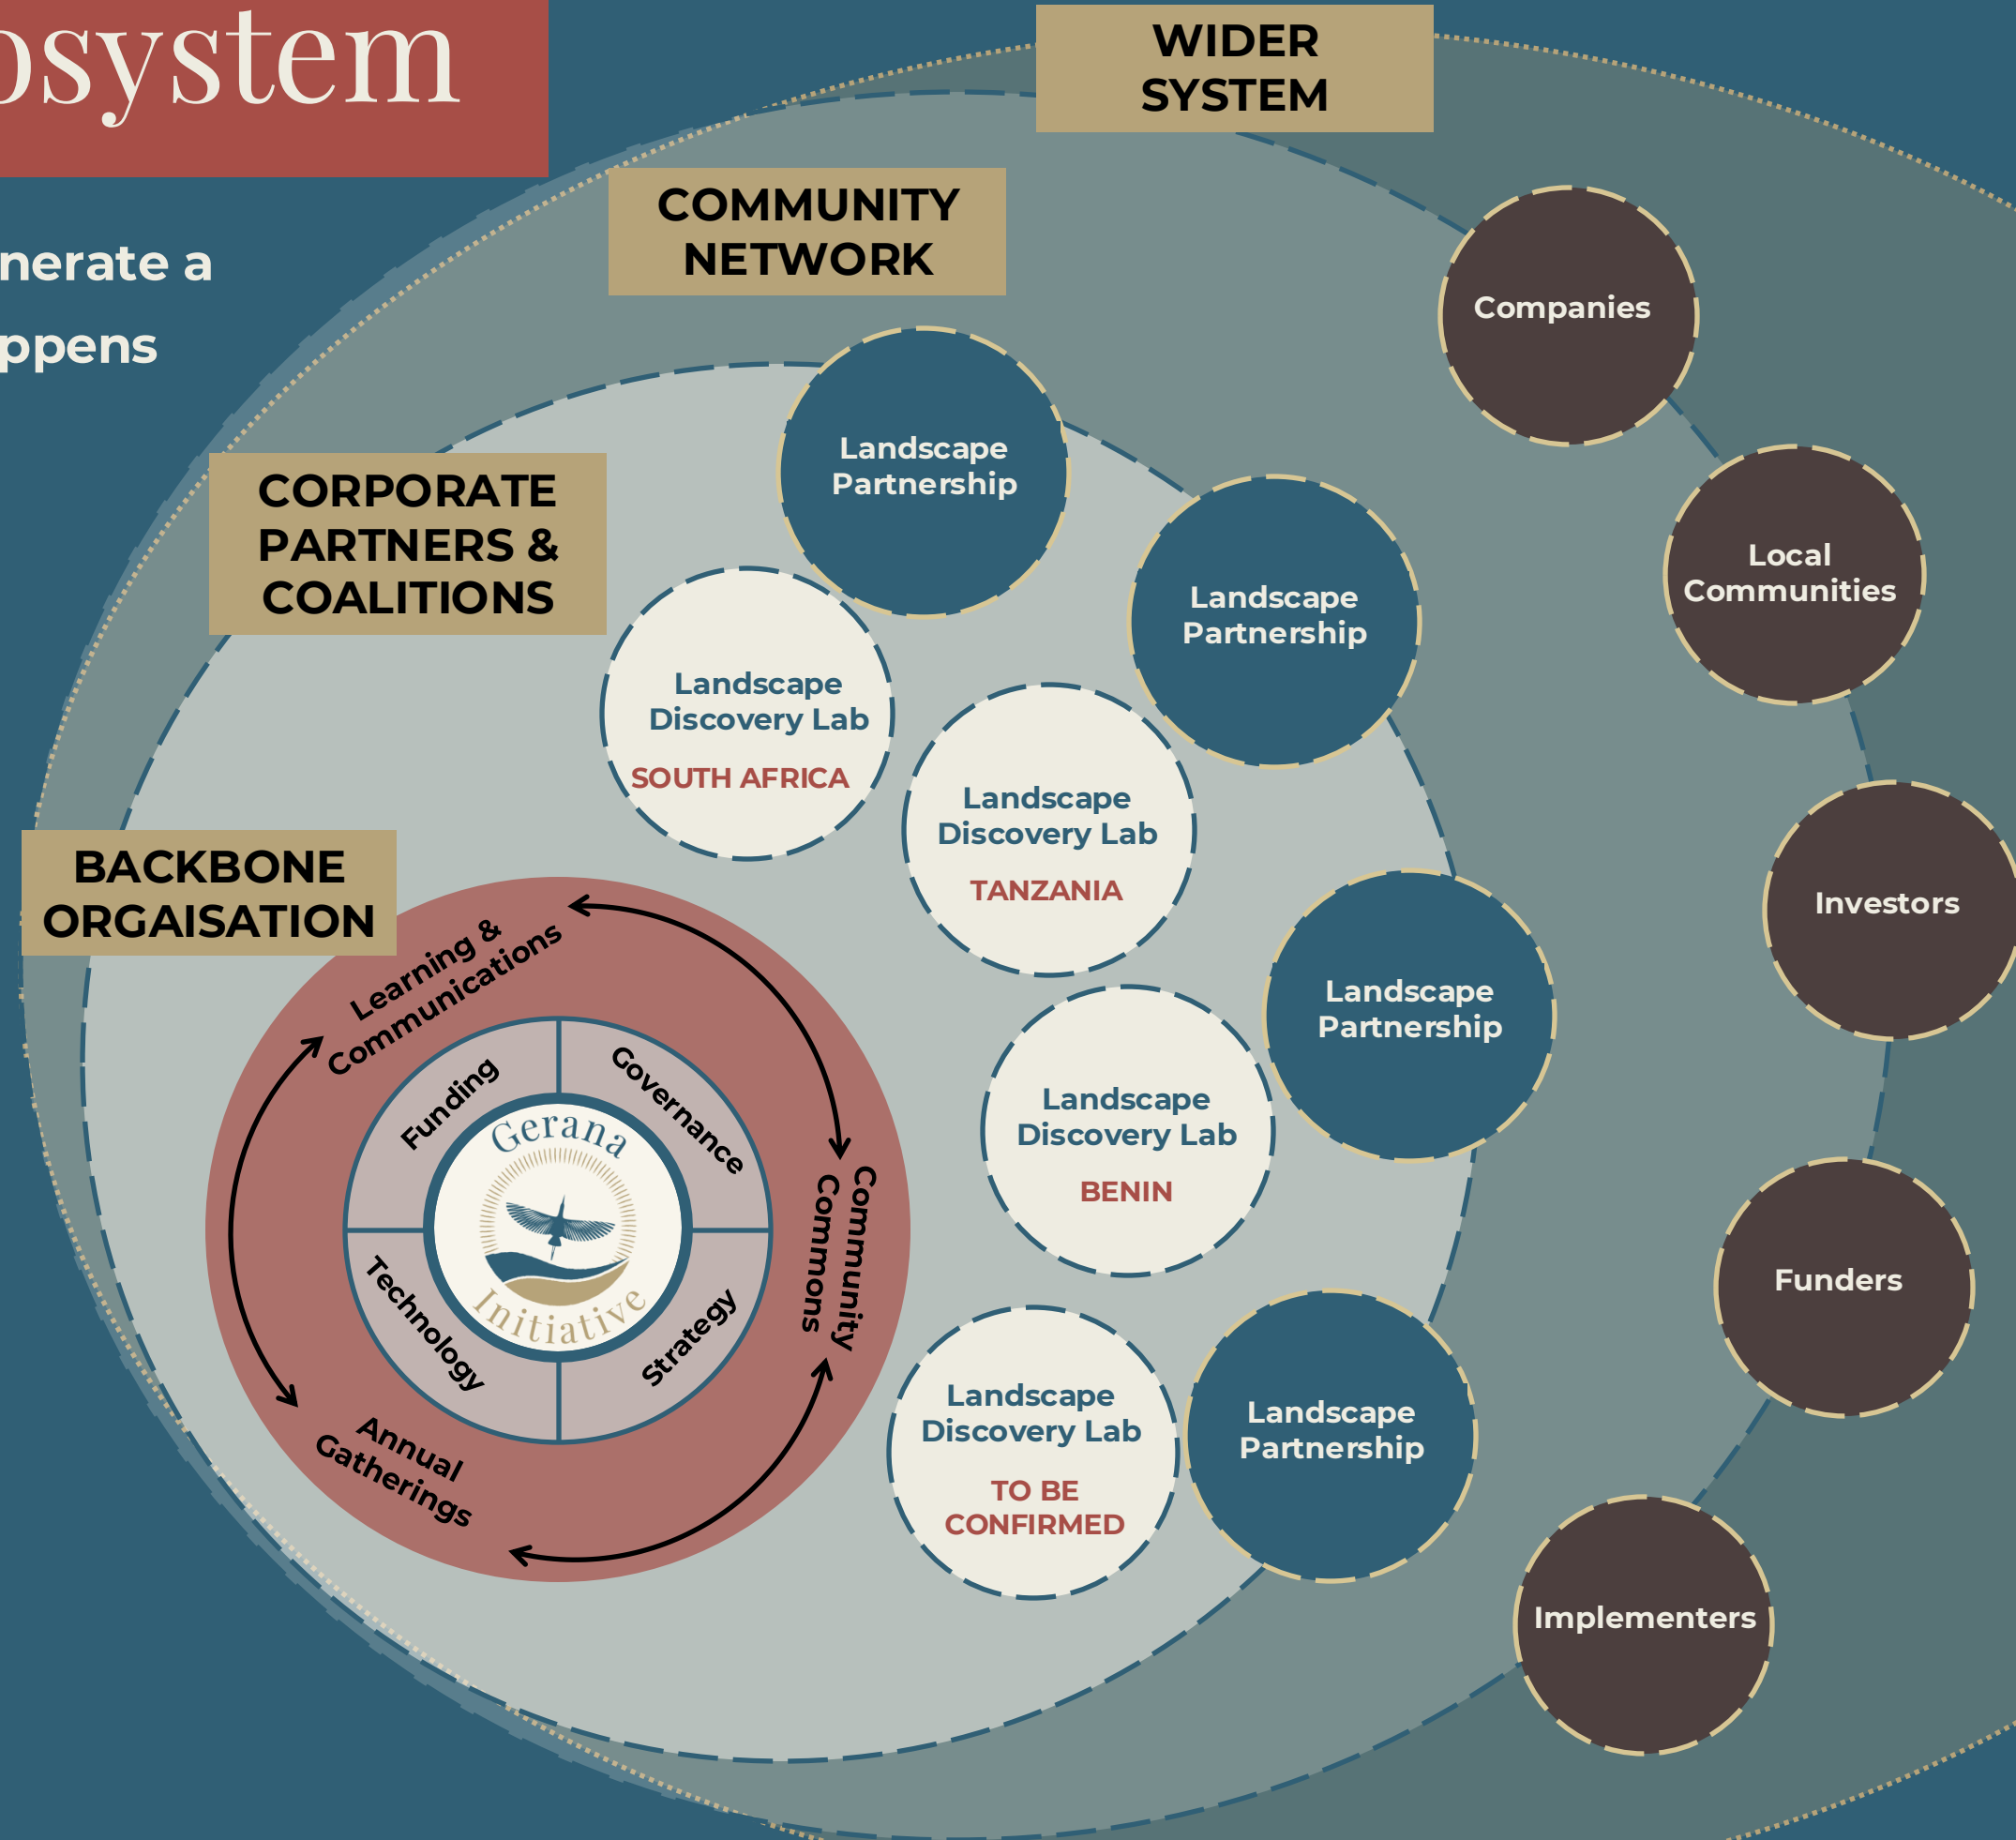 osystem
nerate a
ppens
WIDER
SYSTEM
COMMUNITY
NETWORK
CORPORATE
PARTNERS &
COALITIONS
BACKBONE
ORGAISATION
Companies
Local
Communities
Investors
Funders
Implementers
Landscape
Partnership
Landscape
Partnership
Landscape
Partnership
Landscape
Partnership
Landscape
Discovery Lab
SOUTH AFRICA
Landscape
Discovery Lab
TANZANIA
Landscape
Discovery Lab
BENIN
Landscape
Discovery Lab
TO BE
CONFIRMED
Learning &
Communications
Community
Commons
Annual
Gatherings
Funding
Governance
Technology
Strategy
Gerana
Initiative